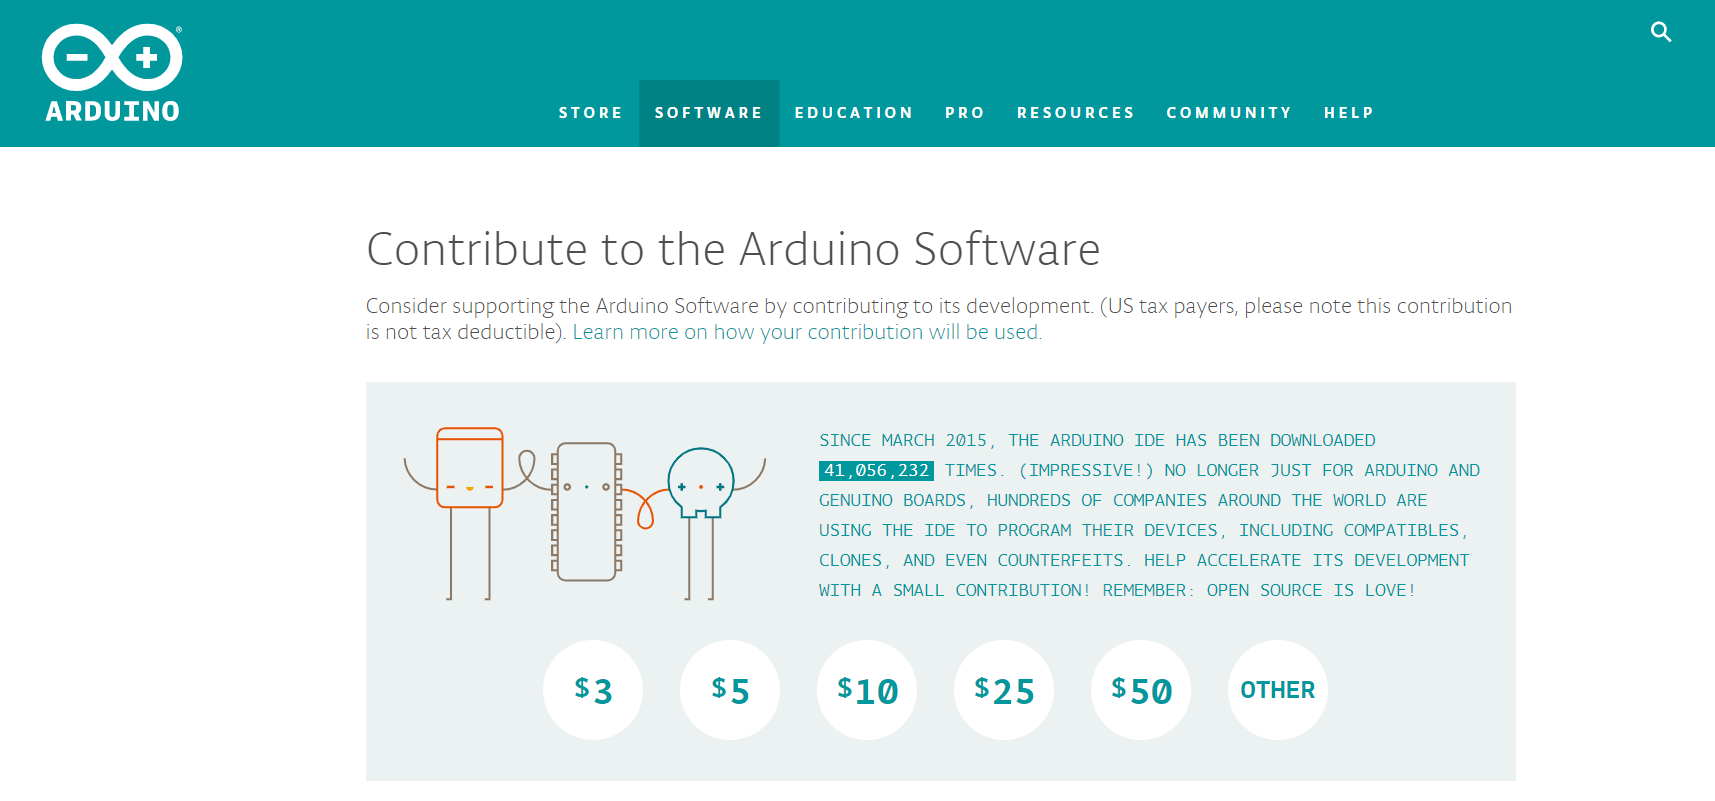 ARDUINO
STORE SOFTWARE EDUCATION PRO RESOURCES COMMUNITY HELP
Contribute to the Arduino Software
Consider supporting the Arduino Software by contributing to its development. (US tax payers, please note this contribution
is not tax deductible). Learn more on how your contribution will be used.
SINCE MARCH 2015, THE ARDUINO IDE HAS BEEN DOWNLOADED
41,056,232 TIMES. (IMPRESSIVE!) NO LONGER JUST FOR ARDUINO AND
GENUINO BOARDS, HUNDREDS OF COMPANIES AROUND THE WORLD ARE
USING THE IDE TO PROGRAM THEIR DEVICES, INCLUDING COMPATIBLES,
CLONES, AND EVEN COUNTERFEITS. HELP ACCELERATE ITS DEVELOPMENT
WITH A SMALL CONTRIBUTION! REMEMBER: OPEN SOURCE IS LOVE!
$3 $5 $10 $25 $50 OTHER